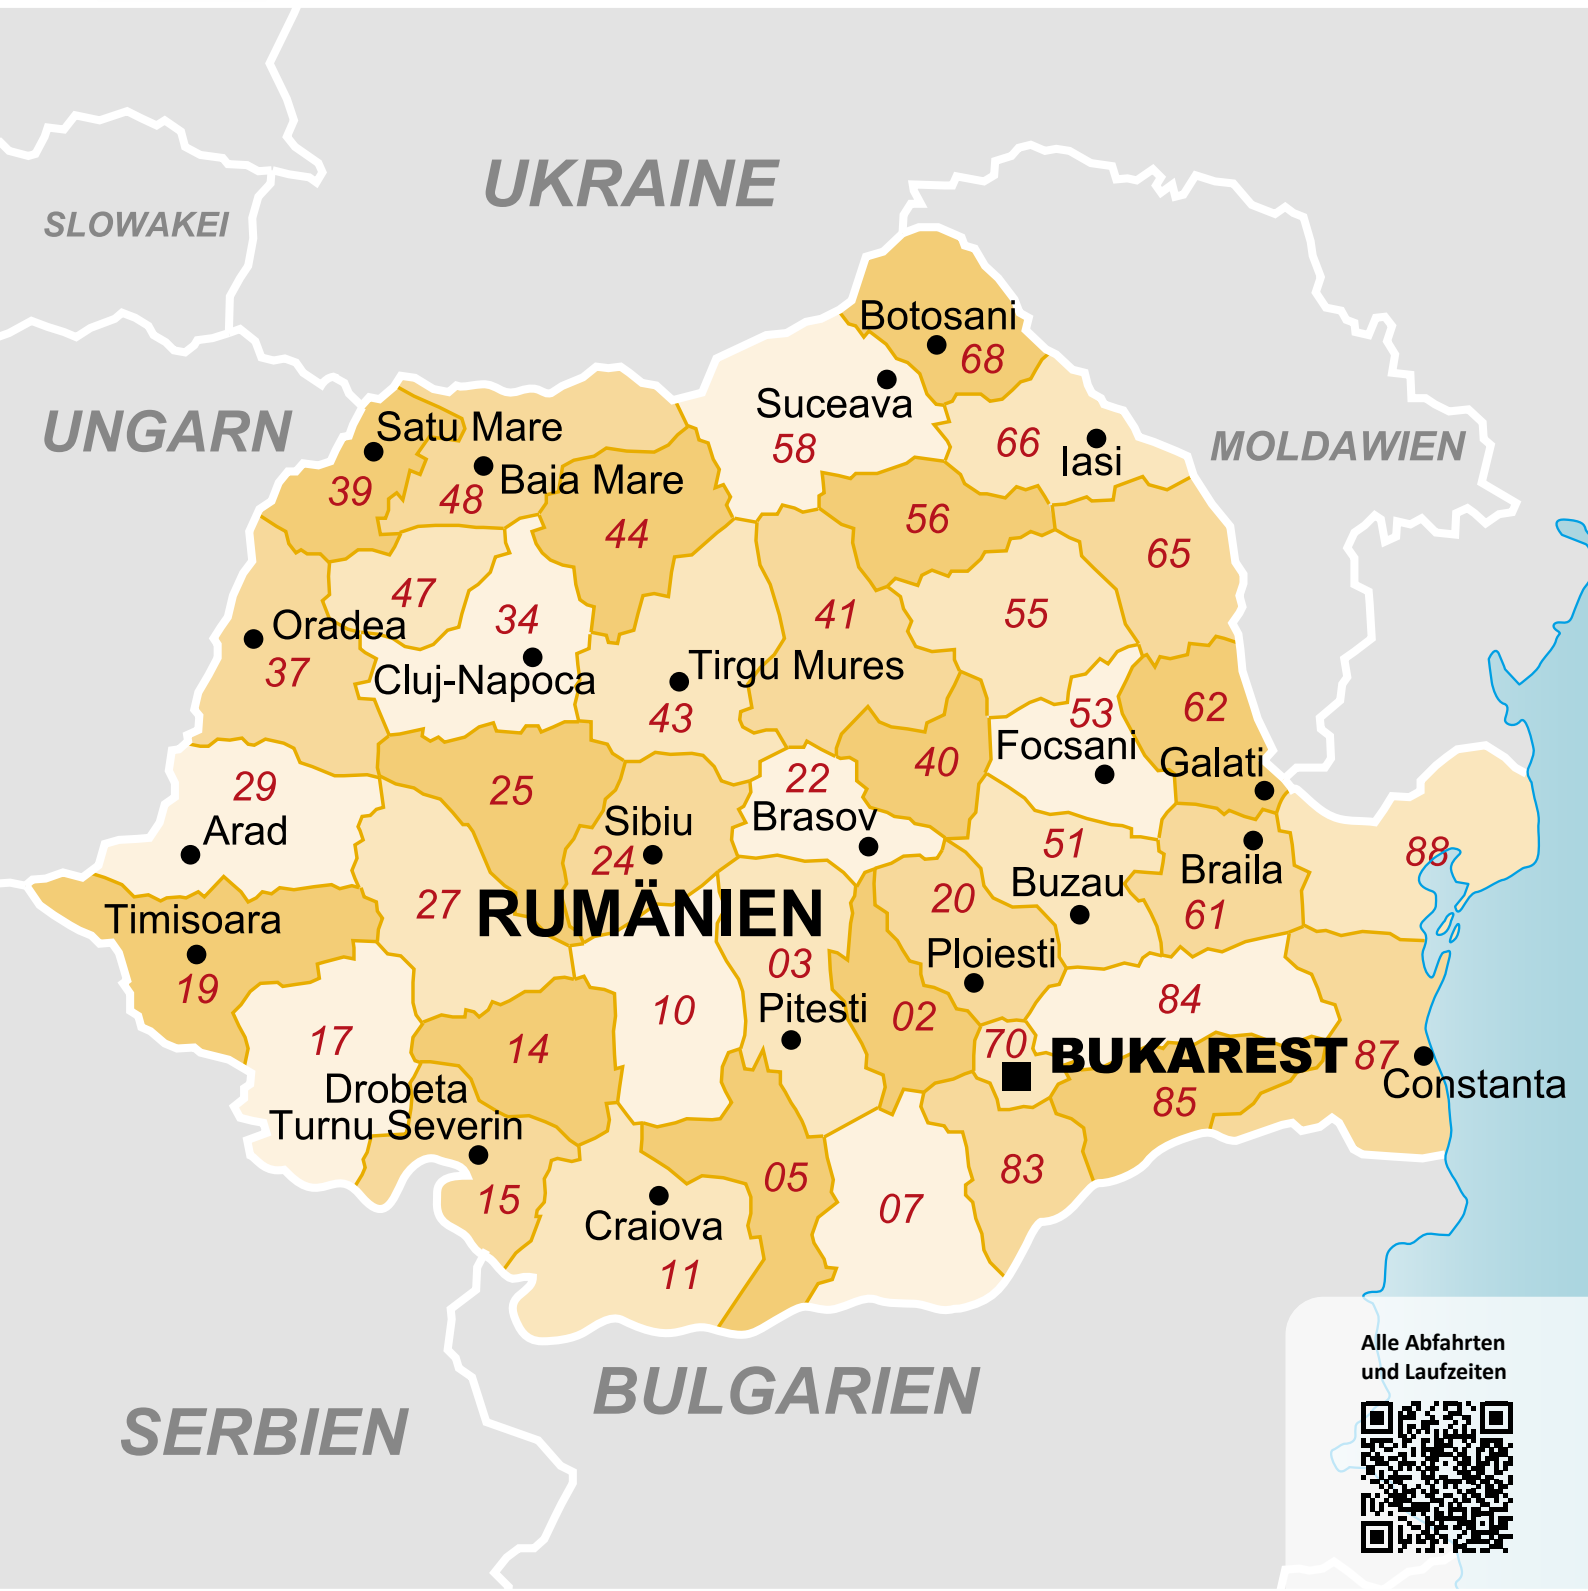 UKRAINE
SLOWAKEI
Botosani
68
Suceava
58
UNGARN
Satu Mare
39
48
Baia Mare
66
Iasi
MOLDAWIEN
44
56
65
47
34
41
55
Oradea
37
Cluj-Napoca
Tirgu Mures
43
53
Focsani
62
Galati
29
Arad
25
22
Brasov
40
Sibiu
24
51
Buzau
Braila
61
88
Timisoara
19
27
RUMÄNIEN
20
Ploiesti
03
Pitesti
02
10
84
17
14
70
BUKAREST
87
Constanta
Drobeta
Turnu Severin
85
15
05
07
83
Craiova
11
BULGARIEN
SERBIEN
Alle Abfahrten
und Laufzeiten